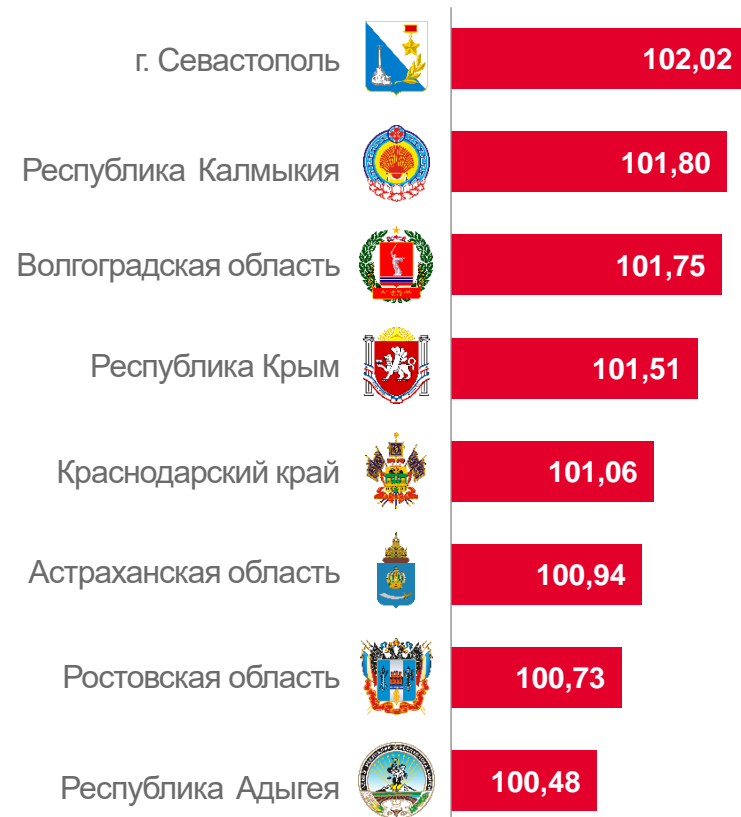 г. Севастополь 102,02
Республика Калмыкия 101,80
Волгоградская область 101,75
Республика Крым 101,51
Краснодарский край 101,06
Астраханская область 100,94
Ростовская область 100,73
Республика Адыгея 100,48